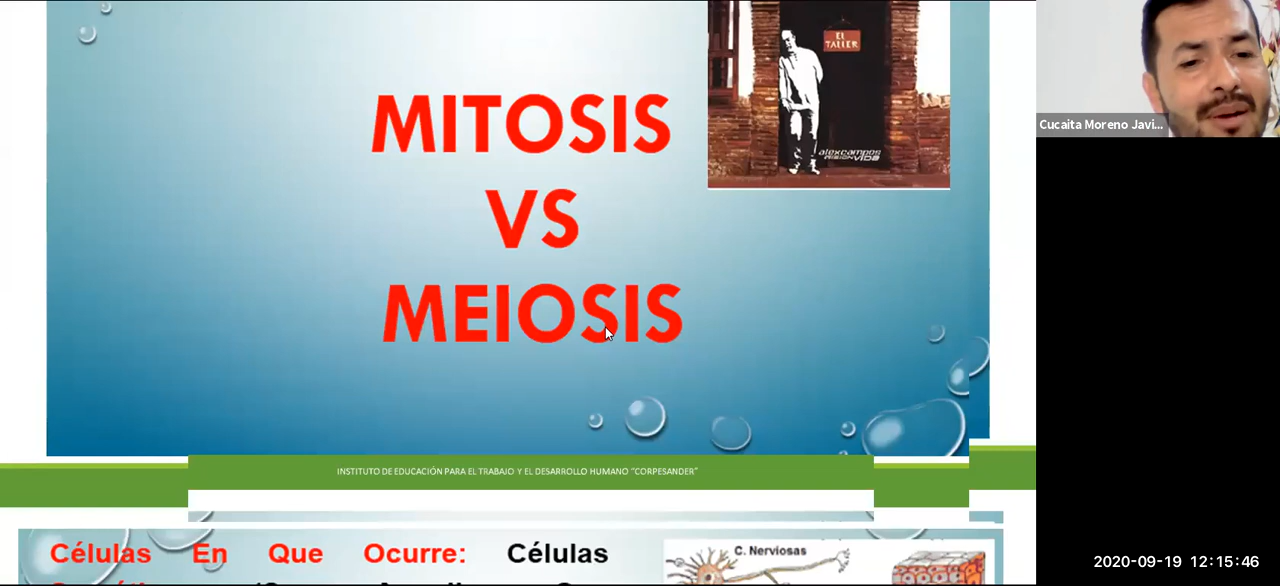 EL
TALLER
alexcampos
MISIONVIDA
MITOSIS
VS
MEIOSIS
Cucaita Moreno Javi...
INSTITUTO DE EDUCACIÓN PARA EL TRABAJO Y EL DESARROLLO HUMANO "CORPESANDER"
Células En Que Ocurre: Células
C. Nerviosas
2020-09-19 12:15:46